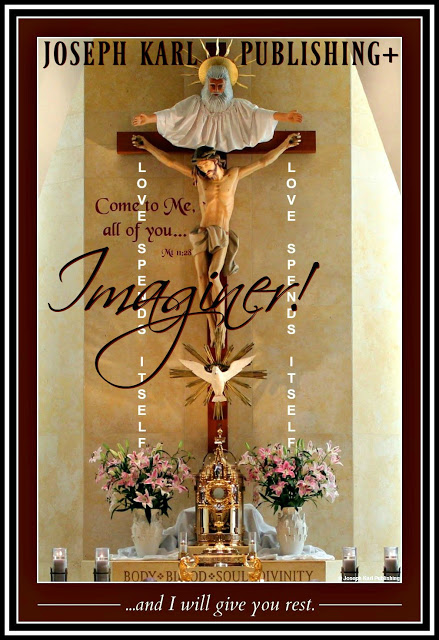 JOSEPH KARL PUBLISHING+
Come to Me,
all of you...
Mt 11:28
LOVE SPENDS ITSELF
LOVE SPENDS ITSELF
Imaginer!
BODY BLOOD SOUL DIVINITY
© Joseph Karl Publishing
...and I will give you rest.